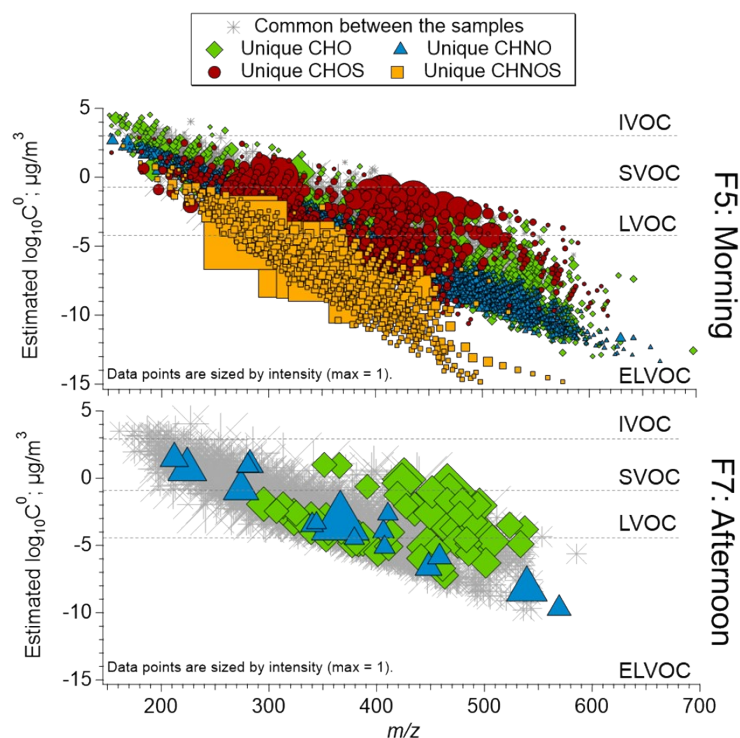 Common between the samples
Unique CHO Unique CHNO
Unique CHOS Unique CHNOS
5
0
-5
-10
-15
Estimated log10C0; µg/m3
IVOC
SVOC
LVOC
ELVOC
Data points are sized by intensity (max = 1).
F5: Morning
5
0
-5
-10
-15
Estimated log10C0; µg/m3
IVOC
SVOC
LVOC
ELVOC
Data points are sized by intensity (max = 1).
F7: Afternoon
200 300 400 500 600 700
m/z